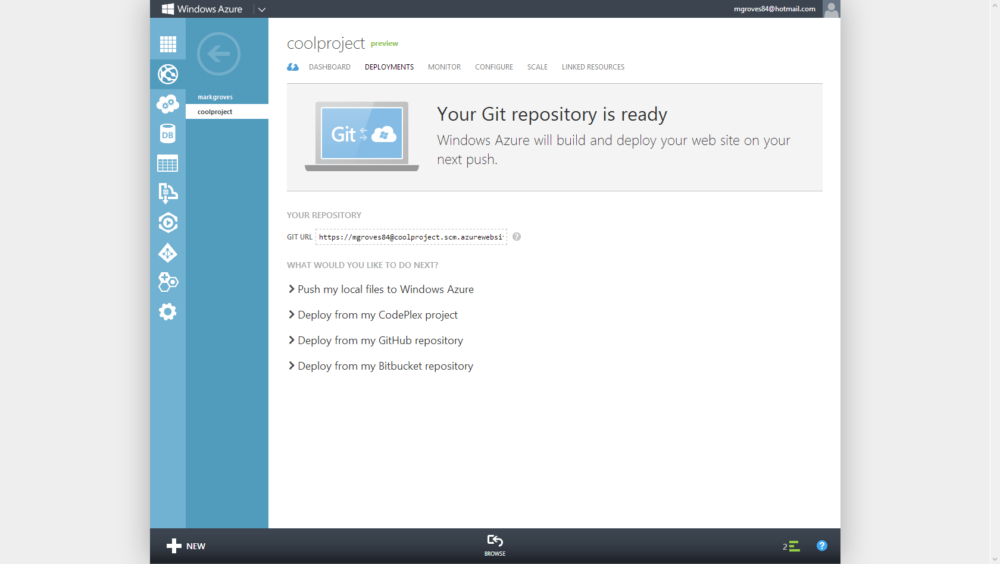 Windows Azure
mgroves84@hotmail.com
markgroves
coolproject
coolproject preview
DASHBOARD DEPLOYMENTS MONITOR CONFIGURE SCALE LINKED RESOURCES
Git
Your Git repository is ready
Windows Azure will build and deploy your web site on your
next push.
YOUR REPOSITORY
GIT URL https://mgroves84@coolproject.scm.azurewebsi
?
WHAT WOULD YOU LIKE TO DO NEXT?
Push my local files to Windows Azure
Deploy from my CodePlex project
Deploy from my GitHub repository
Deploy from my Bitbucket repository
DB
NEW
BROWSE
2
?